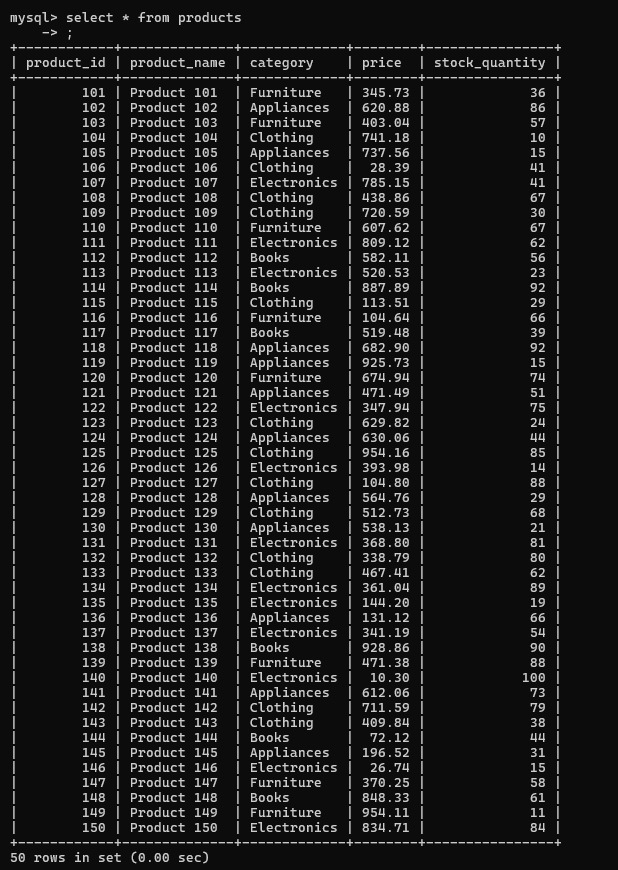 mysql> select * from products
    -> ;
+------------+--------------+-------------+--------+----------------+
| product_id | product_name | category    | price  | stock_quantity |
+------------+--------------+-------------+--------+----------------+
|        101 | Product 101  | Furniture   | 345.73 |             36 |
|        102 | Product 102  | Appliances  | 620.88 |             86 |
|        103 | Product 103  | Furniture   | 403.04 |             57 |
|        104 | Product 104  | Clothing    | 741.18 |             10 |
|        105 | Product 105  | Appliances  | 737.56 |             15 |
|        106 | Product 106  | Clothing    |  28.39 |             41 |
|        107 | Product 107  | Electronics | 785.15 |             41 |
|        108 | Product 108  | Clothing    | 438.86 |             67 |
|        109 | Product 109  | Clothing    | 720.59 |             30 |
|        110 | Product 110  | Furniture   | 607.62 |             67 |
|        111 | Product 111  | Electronics | 809.12 |             62 |
|        112 | Product 112  | Books       | 582.11 |             56 |
|        113 | Product 113  | Electronics | 520.53 |             23 |
|        114 | Product 114  | Books       | 887.89 |             92 |
|        115 | Product 115  | Clothing    | 113.51 |             29 |
|        116 | Product 116  | Furniture   | 104.64 |             66 |
|        117 | Product 117  | Books       | 519.48 |             39 |
|        118 | Product 118  | Appliances  | 682.90 |             92 |
|        119 | Product 119  | Appliances  | 925.73 |             15 |
|        120 | Product 120  | Furniture   | 674.94 |             74 |
|        121 | Product 121  | Appliances  | 471.49 |             51 |
|        122 | Product 122  | Electronics | 347.94 |             75 |
|        123 | Product 123  | Clothing    | 629.82 |             24 |
|        124 | Product 124  | Appliances  | 630.06 |             44 |
|        125 | Product 125  | Clothing    | 954.16 |             85 |
|        126 | Product 126  | Electronics | 393.98 |             14 |
|        127 | Product 127  | Clothing    | 104.80 |             88 |
|        128 | Product 128  | Appliances  | 564.76 |             29 |
|        129 | Product 129  | Clothing    | 512.73 |             68 |
|        130 | Product 130  | Appliances  | 538.13 |             21 |
|        131 | Product 131  | Electronics | 368.80 |             81 |
|        132 | Product 132  | Clothing    | 338.79 |             80 |
|        133 | Product 133  | Clothing    | 467.41 |             62 |
|        134 | Product 134  | Electronics | 361.04 |             89 |
|        135 | Product 135  | Electronics | 144.20 |             19 |
|        136 | Product 136  | Appliances  | 131.12 |             66 |
|        137 | Product 137  | Electronics | 341.19 |             54 |
|        138 | Product 138  | Books       | 928.86 |             90 |
|        139 | Product 139  | Furniture   | 471.38 |             88 |
|        140 | Product 140  | Electronics |  10.30 |            100 |
|        141 | Product 141  | Appliances  | 612.06 |             73 |
|        142 | Product 142  | Clothing    | 711.59 |             79 |
|        143 | Product 143  | Clothing    | 409.84 |             38 |
|        144 | Product 144  | Books       |  72.12 |             44 |
|        145 | Product 145  | Appliances  | 196.52 |             31 |
|        146 | Product 146  | Electronics |  26.74 |             15 |
|        147 | Product 147  | Furniture   | 370.25 |             58 |
|        148 | Product 148  | Books       | 848.33 |             61 |
|        149 | Product 149  | Furniture   | 954.11 |             11 |
|        150 | Product 150  | Electronics | 834.71 |             84 |
+------------+--------------+-------------+--------+----------------+
50 rows in set (0.00 sec)